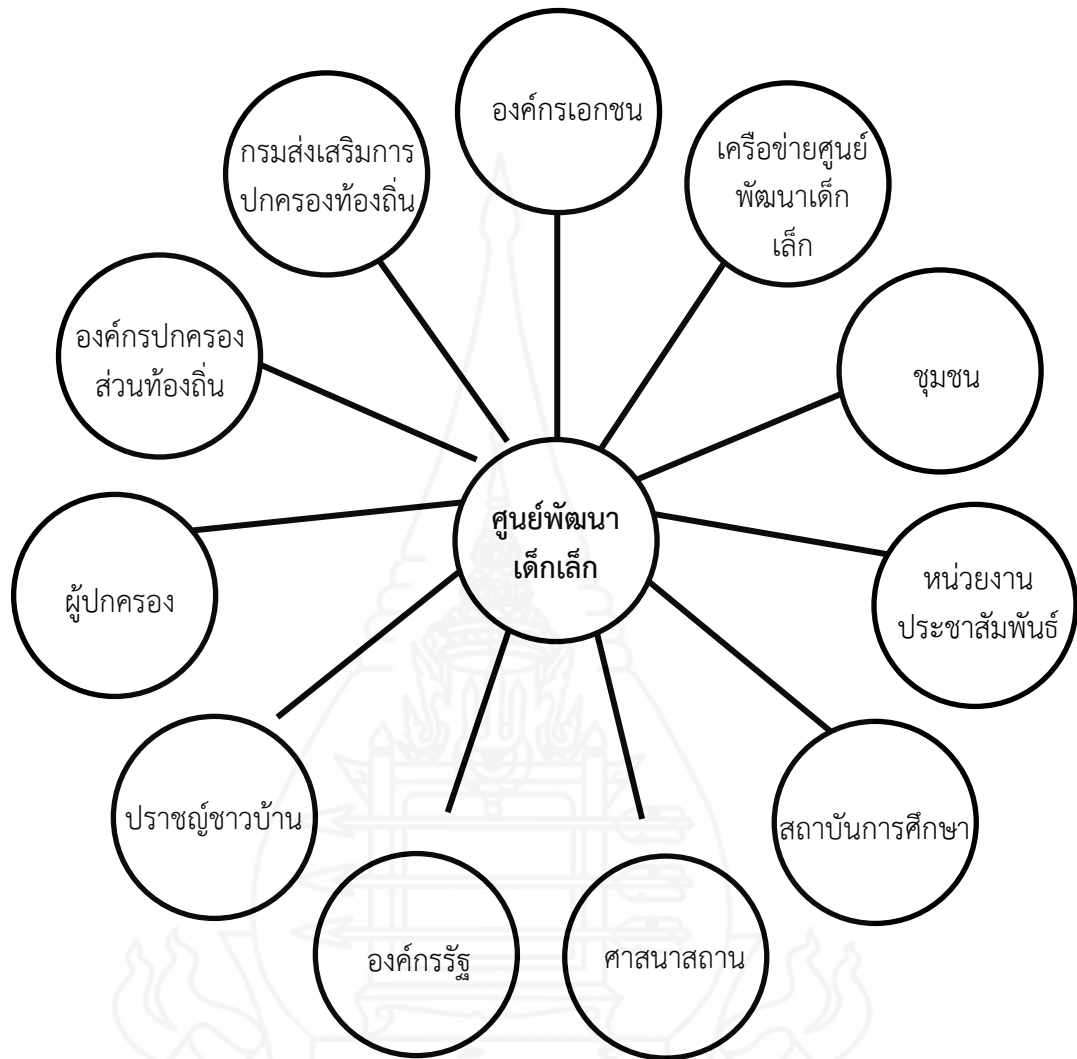 องค์กรเอกชน
กรมส่งเสริมการ
ปกครองท้องถิ่น
เครือข่ายศูนย์
พัฒนาเด็ก
เล็ก
องค์กรปกครอง
ส่วนท้องถิ่น
ชุมชน
ศูนย์พัฒนา
เด็กเล็ก
ผู้ปกครอง
หน่วยงาน
ประชาสัมพันธ์
ปราชญ์ชาวบ้าน
สถาบันการศึกษา
องค์กรรัฐ
ศาสนาสถาน